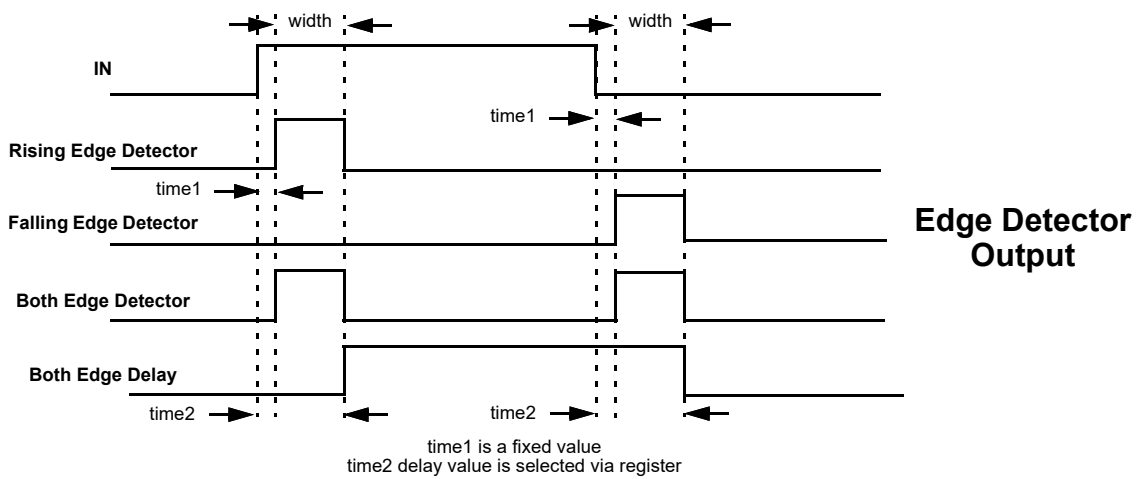 width
width
IN
time1
Rising Edge Detector
time1
Falling Edge Detector
Edge Detector
Output
Both Edge Detector
Both Edge Delay
time2
time2
time1 is a fixed value
time2 delay value is selected via register